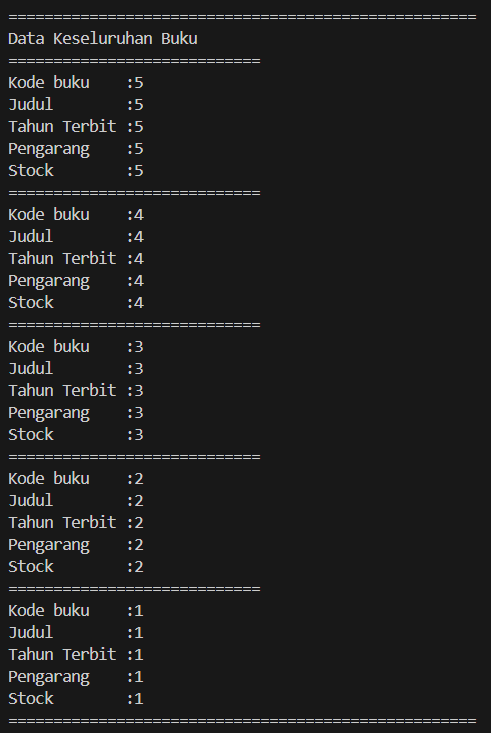 ====================================================
Data Keseluruhan Buku
============================
Kode buku    :5
Judul        :5
Tahun Terbit :5
Pengarang    :5
Stock        :5
============================
Kode buku    :4
Judul        :4
Tahun Terbit :4
Pengarang    :4
Stock        :4
============================
Kode buku    :3
Judul        :3
Tahun Terbit :3
Pengarang    :3
Stock        :3
============================
Kode buku    :2
Judul        :2
Tahun Terbit :2
Pengarang    :2
Stock        :2
============================
Kode buku    :1
Judul        :1
Tahun Terbit :1
Pengarang    :1
Stock        :1
====================================================